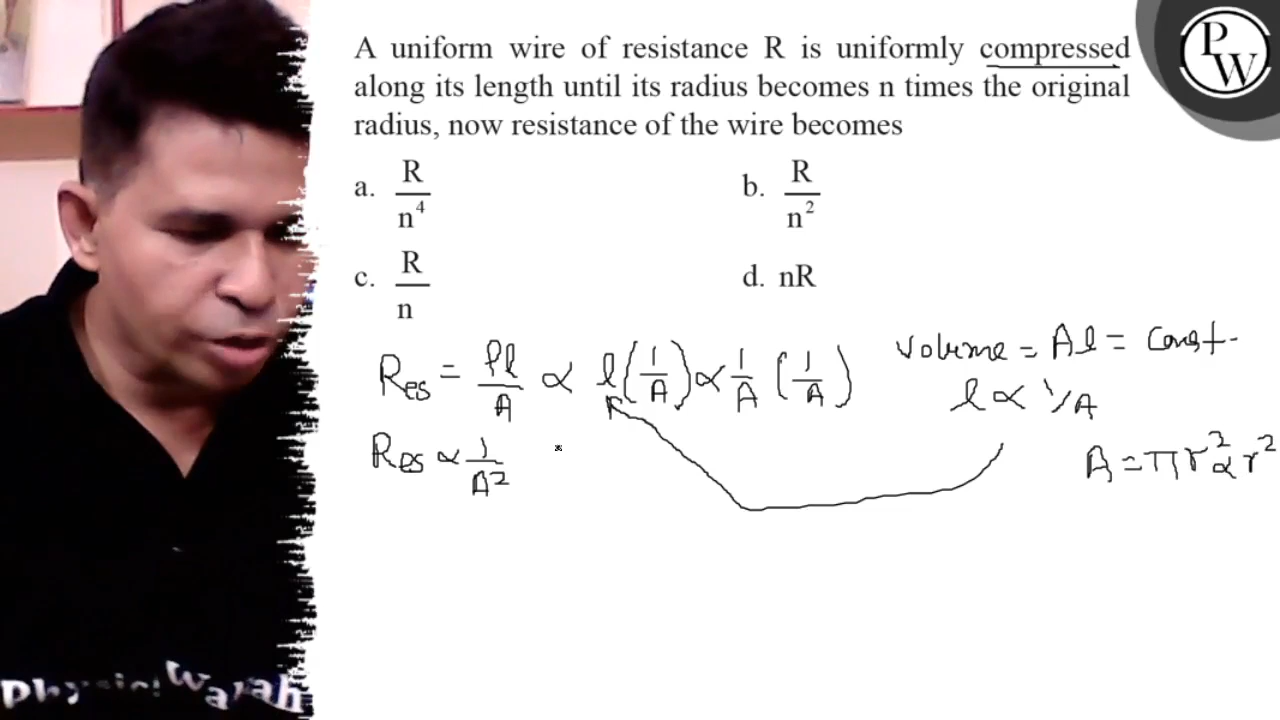 A uniform wire of resistance R is uniformly compressed
along its length until its radius becomes n times the original
radius, now resistance of the wire becomes
a. R/n⁴
b. R/n²
c. R/n
d. nR
Res = ρl/A ∝ l(1/A) ∝ 1/A (1/A)
Volume = Al = Const.
l ∝ 1/A
Res ∝ 1/A²
A = πr² ∝ r²
PW
Physics Wallah